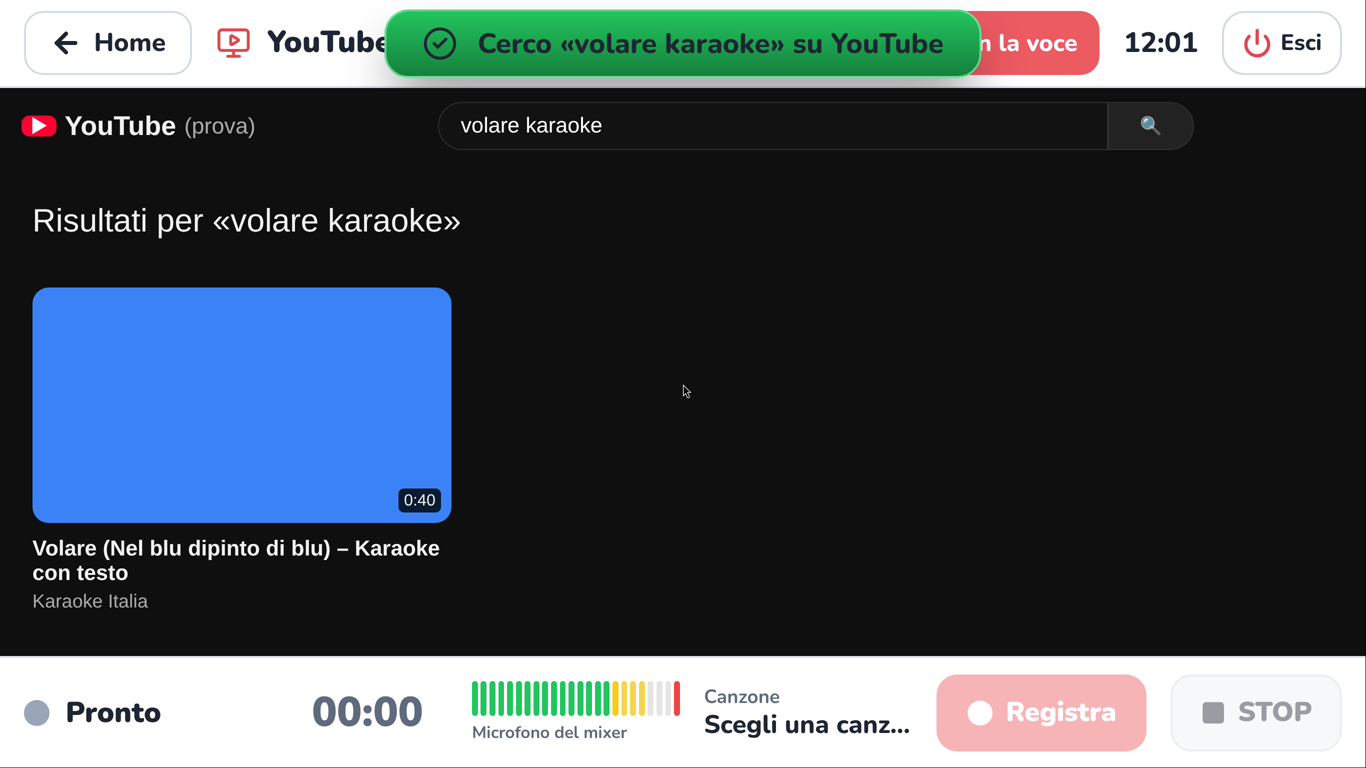 Home
YouTube
Cerco «volare karaoke» su YouTube
la voce
12:01
Esci
YouTube (prova)
volare karaoke
Risultati per «volare karaoke»
0:40
Volare (Nel blu dipinto di blu) – Karaoke
con testo
Karaoke Italia
Pronto
00:00
Microfono del mixer
Canzone
Scegli una canz...
Registra
STOP